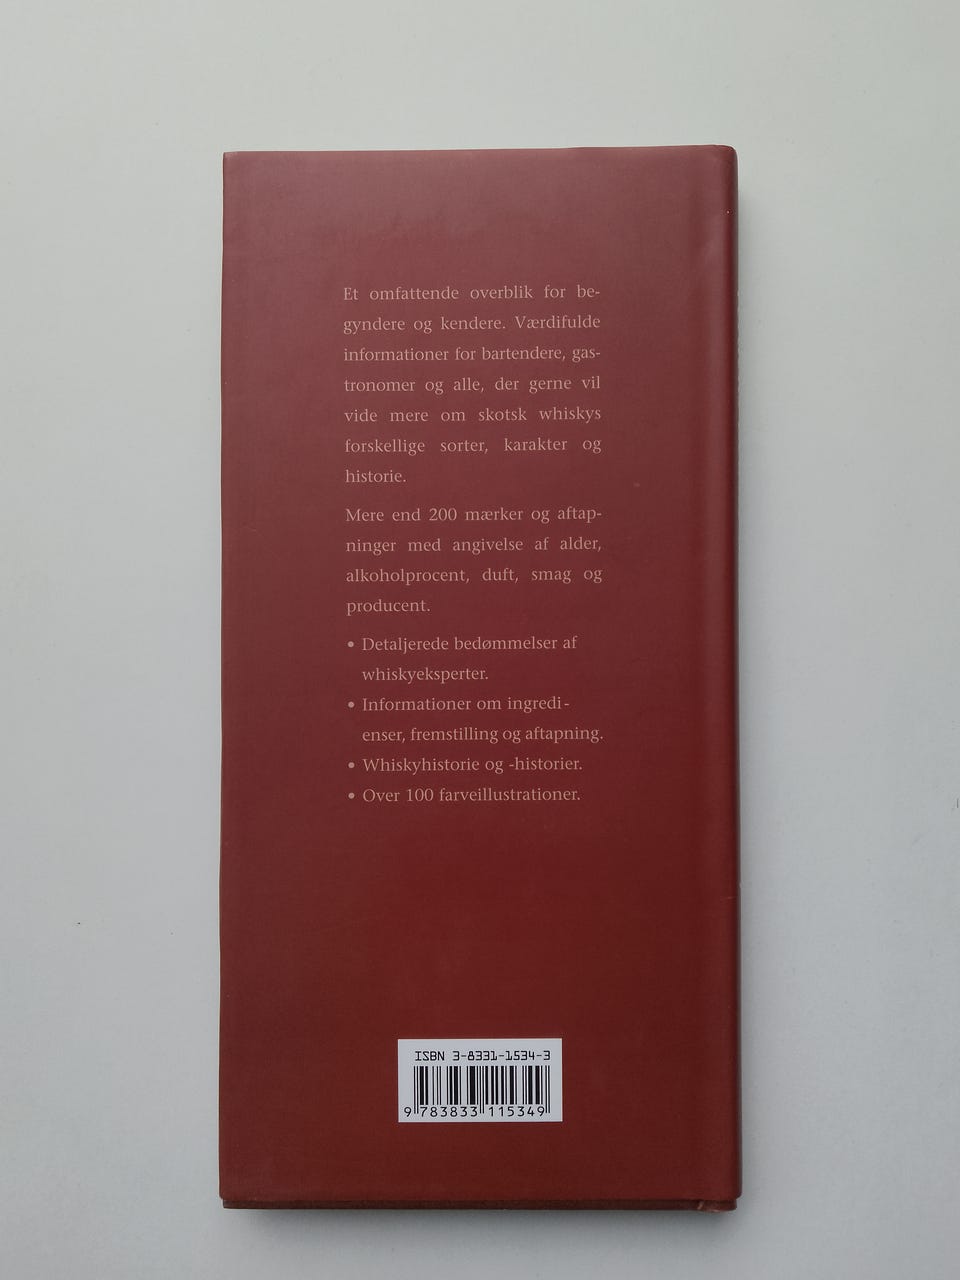 Et omfattende overblik for be-
gyndere og kendere. Værdifulde
informationer for bartendere, gas-
tronomer og alle, der gerne vil
vide mere om skotsk whiskys
forskellige sorter, karakter og
historie.
Mere end 200 mærker og aftap-
ninger med angivelse af alder,
alkoholprocent, duft, smag og
producent.
• Detaljerede bedømmelser af
whiskyeksperter.
• Informationer om ingredi-
enser, fremstilling og aftapning.
• Whiskyhistorie og -historier.
• Over 100 farveillustrationer.
ISBN 3-8331-1534-3
9 783833 115349